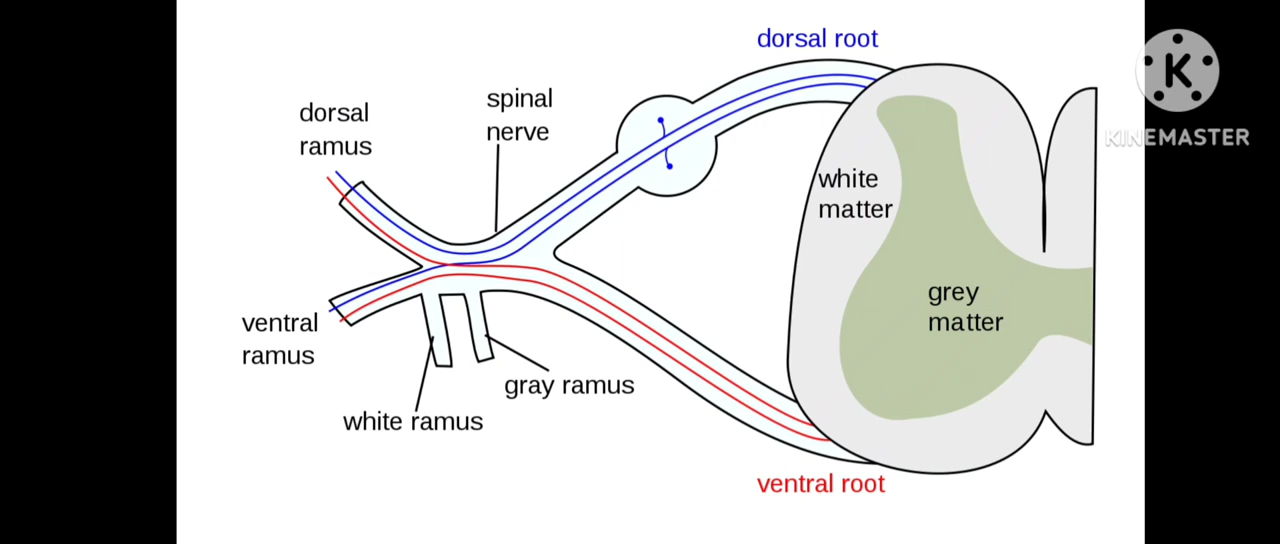 dorsal root
dorsal
ramus
spinal
nerve
K
KINEMASTER
white
matter
grey
matter
ventral
ramus
gray ramus
white ramus
ventral root